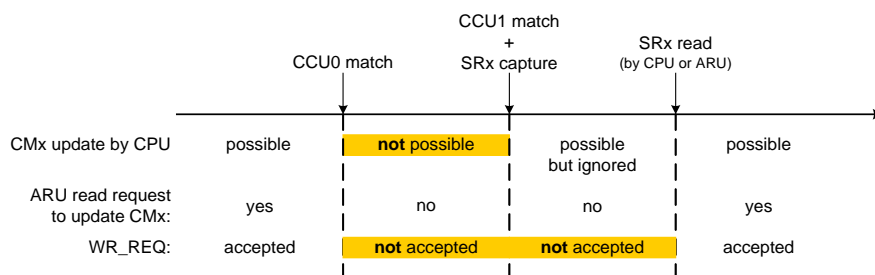 CCU0 match
CCU1 match
+
SRx capture
SRx read
(by CPU or ARU)
CMx update by CPU possible not possible possible possible
but ignored
ARU read request
to update CMx: yes no no yes
WR_REQ: accepted not accepted not accepted accepted